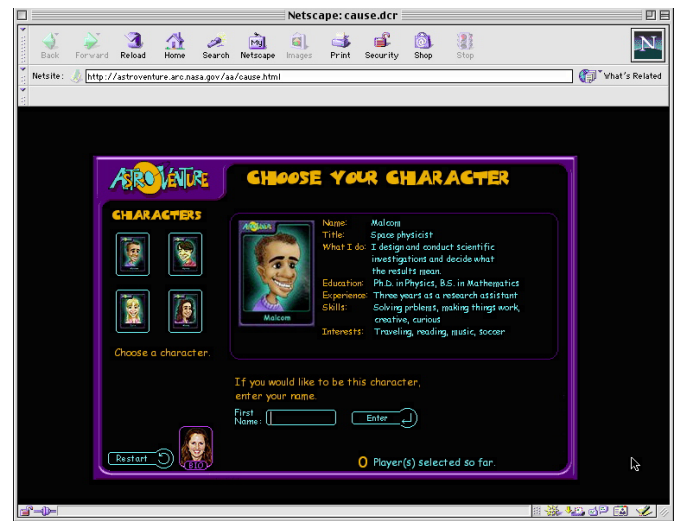 Netscape: cause.dcr
Back Forward Reload Home Search Netscape Images Print Security Shop Stop
My
N
Netsite: http://astroventure.arc.nasa.gov/aa/cause.html What's Related
ASTROVENTURE CHOOSE YOUR CHARACTER
CHARACTERS
Name: Malcom
Title: Space physicist
What I do: I design and conduct scientific
investigations and decide what
the results mean.
Education: Ph.D. in Physics, B.S. in Mathematics
Experience: Three years as a research assistant
Skills: Solving prblems, making things work,
creative, curious
Interests: Traveling, reading, music, soccer
Malcom
Choose a character.
If you would like to be this character,
enter your name.
First
Name: Enter
Restart BIO
0 Player(s) selected so far.